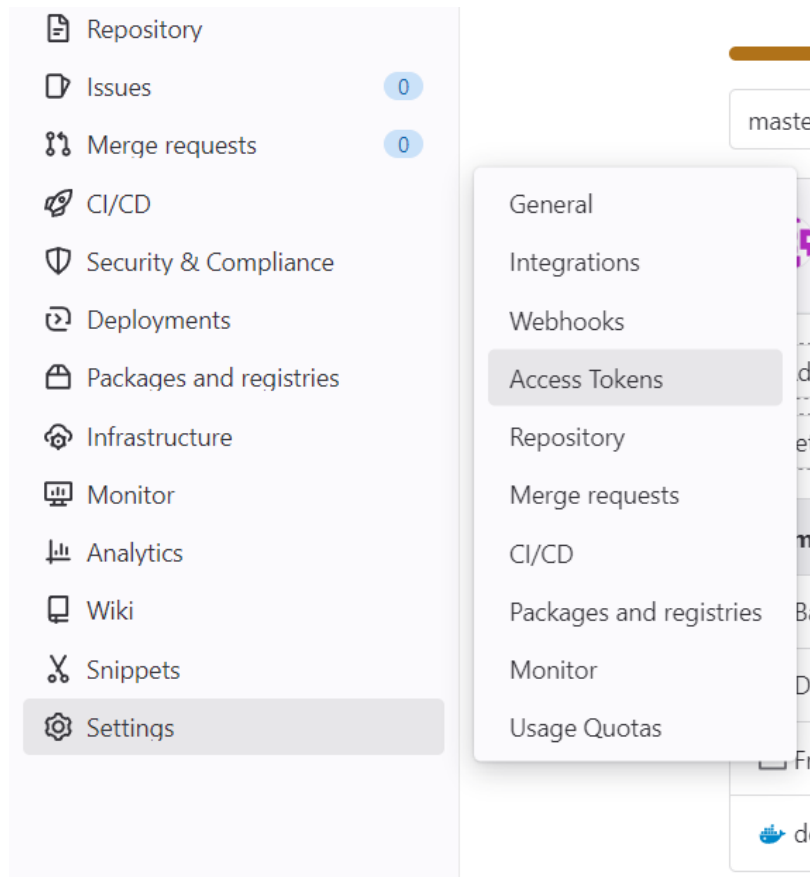 Repository
Issues 0
Merge requests 0
CI/CD
Security & Compliance
Deployments
Packages and registries
Infrastructure
Monitor
Analytics
Wiki
Snippets
Settings
General
Integrations
Webhooks
Access Tokens
Repository
Merge requests
CI/CD
Packages and registries
Monitor
Usage Quotas
maste